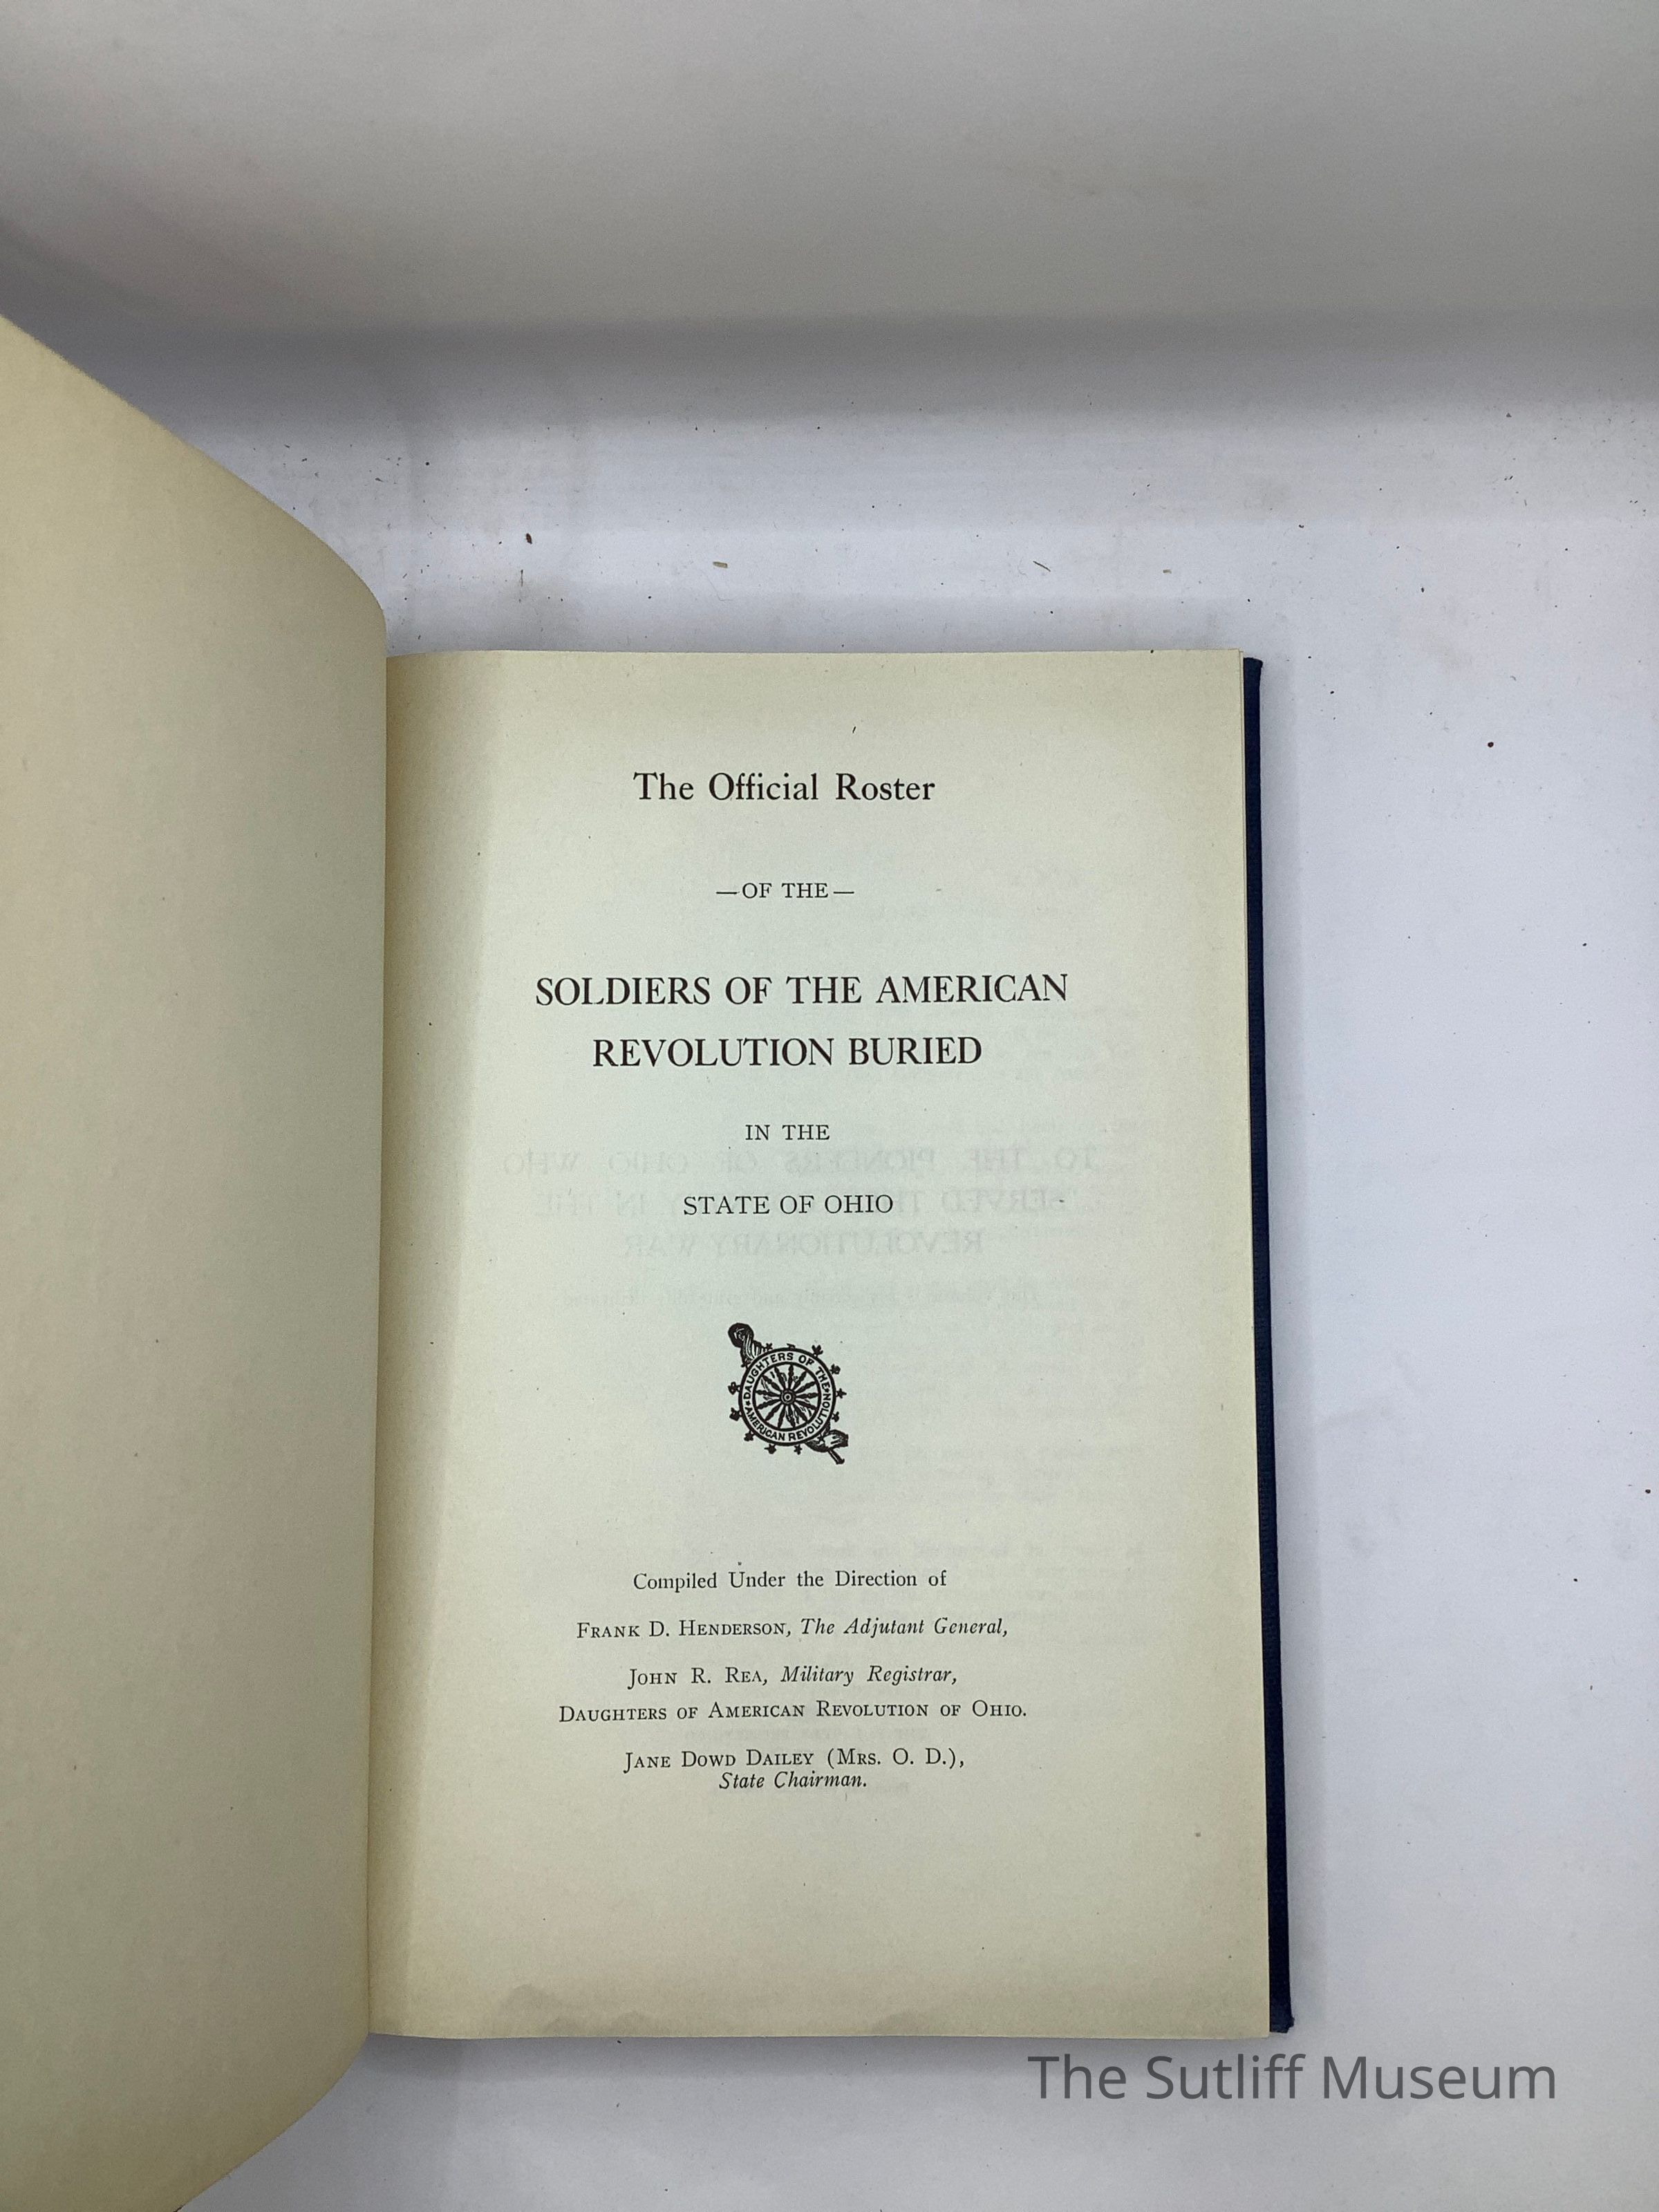 The Official Roster
—OF THE—
SOLDIERS OF THE AMERICAN
REVOLUTION BURIED
IN THE
STATE OF OHIO
DAUGHTERS OF THE
AMERICAN REVOLUTION
Compiled Under the Direction of
FRANK D. HENDERSON, The Adjutant General,
JOHN R. REA, Military Registrar,
DAUGHTERS OF AMERICAN REVOLUTION OF OHIO.
JANE DOWD DAILEY (MRS. O. D.),
State Chairman.
The Sutliff Museum